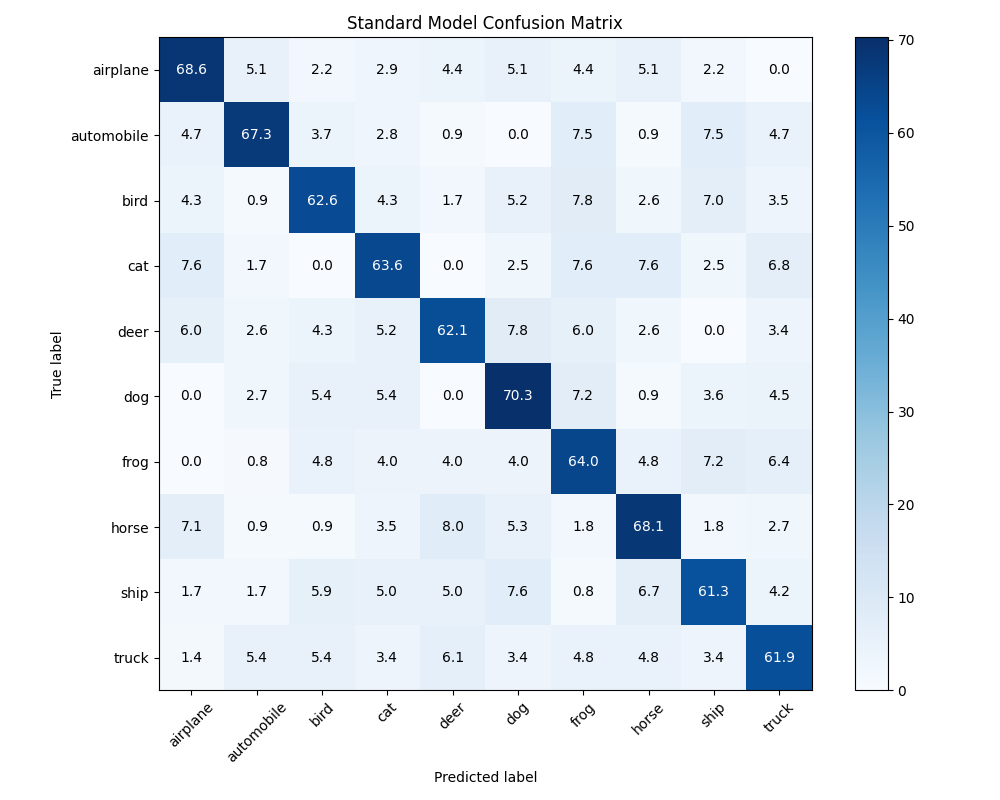 Standard Model Confusion Matrix
airplane 68.6 5.1 2.2 2.9 4.4 5.1 4.4 5.1 2.2 0.0
automobile 4.7 67.3 3.7 2.8 0.9 0.0 7.5 0.9 7.5 4.7
bird 4.3 0.9 62.6 4.3 1.7 5.2 7.8 2.6 7.0 3.5
cat 7.6 1.7 0.0 63.6 0.0 2.5 7.6 7.6 2.5 6.8
deer 6.0 2.6 4.3 5.2 62.1 7.8 6.0 2.6 0.0 3.4
dog 0.0 2.7 5.4 5.4 0.0 70.3 7.2 0.9 3.6 4.5
frog 0.0 0.8 4.8 4.0 4.0 4.0 64.0 4.8 7.2 6.4
horse 7.1 0.9 0.9 3.5 8.0 5.3 1.8 68.1 1.8 2.7
ship 1.7 1.7 5.9 5.0 5.0 7.6 0.8 6.7 61.3 4.2
truck 1.4 5.4 5.4 3.4 6.1 3.4 4.8 4.8 3.4 61.9
airplane automobile bird cat deer dog frog horse ship truck
Predicted label
True label
70
60
50
40
30
20
10
0